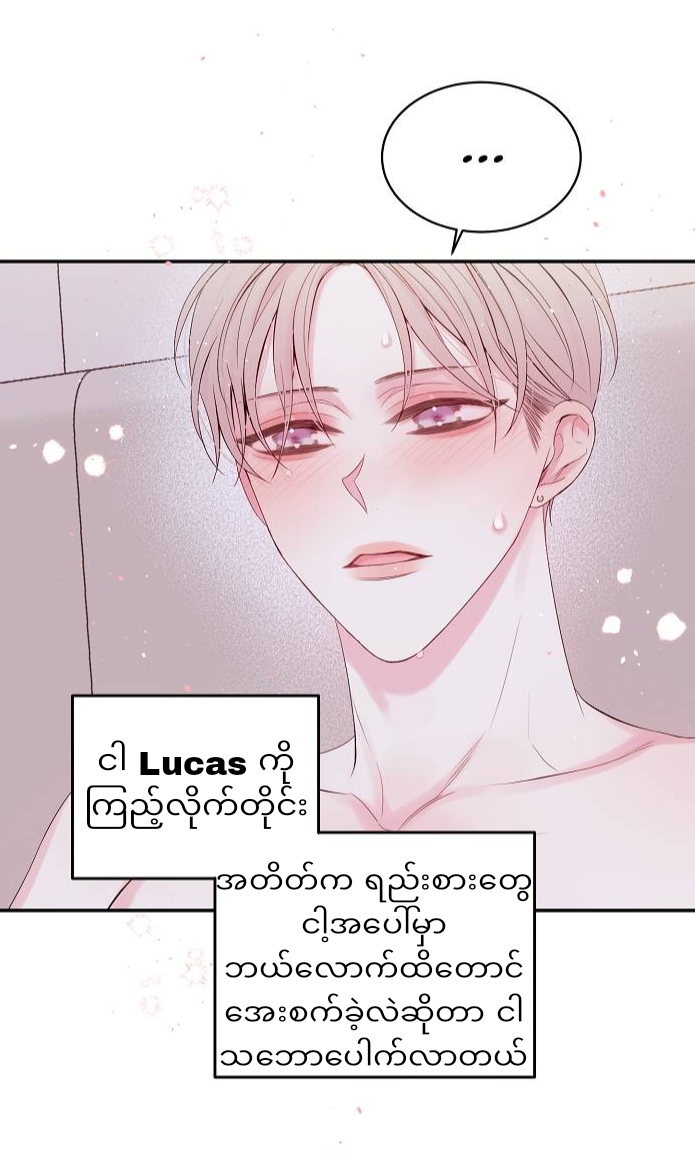 ...
ငါ Lucas ကို
ကြည့်လိုက်တိုင်း
အတိတ်က ရည်းစားတွေ
ငါ့အပေါ်မှာ
ဘယ်လောက်ထိတောင်
အေးစက်ခဲ့လဲဆိုတာ ငါ
သဘောပေါက်လာတယ်